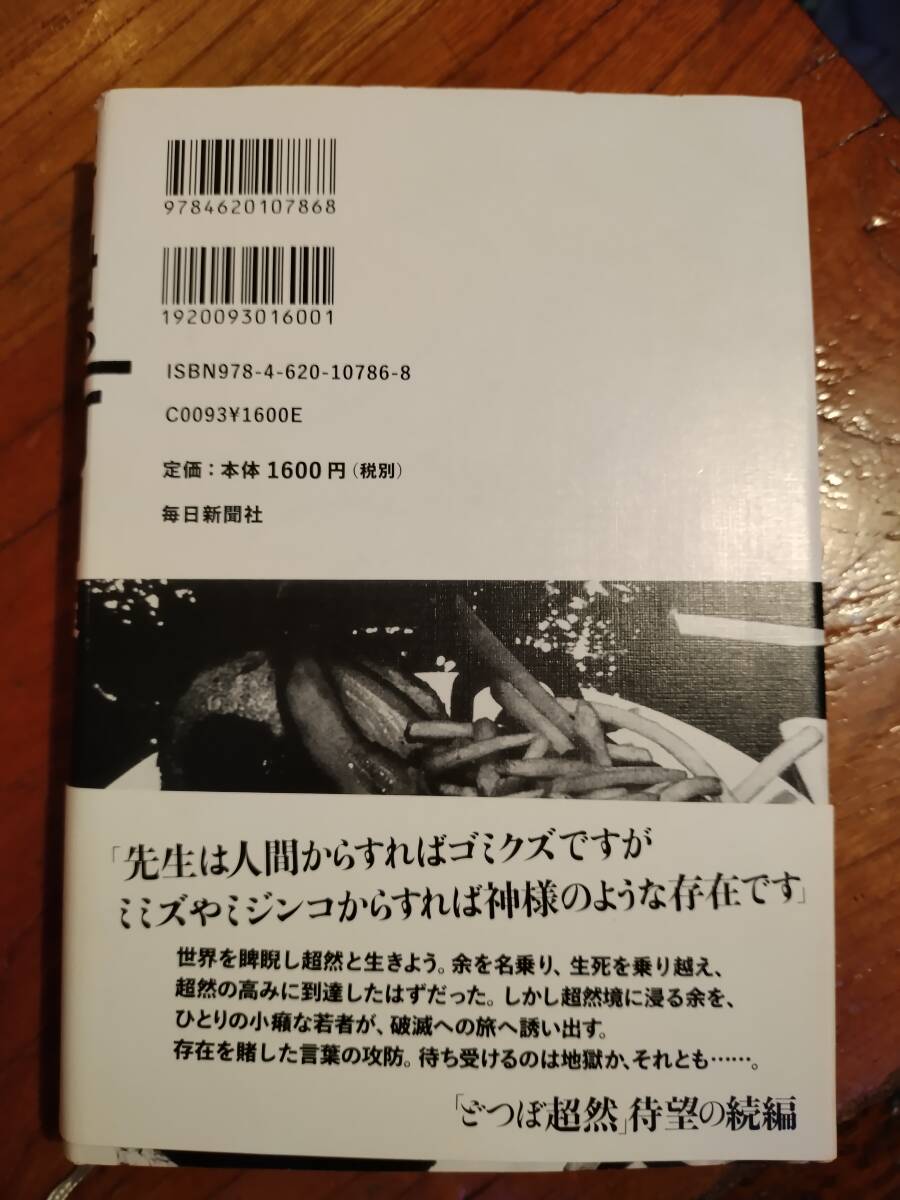 9784620107868
1920093016001
ISBN978-4-620-10786-8
C0093¥1600E
定価：本体1600円（税別）
毎日新聞社
「先生は人間からすればゴミクズですが
ミミズやミジンコからすれば神様のような存在です」
世界を睥睨し超然と生きよう。余を名乗り、生死を乗り越え、
超然の高みに到達したはずだった。しかし超然境に浸る余を、
ひとりの小癪な若者が、破滅への旅へ誘い出す。
存在を賭した言葉の攻防。待ち受けるのは地獄か、それとも……。
「どつぼ超然」待望の続編